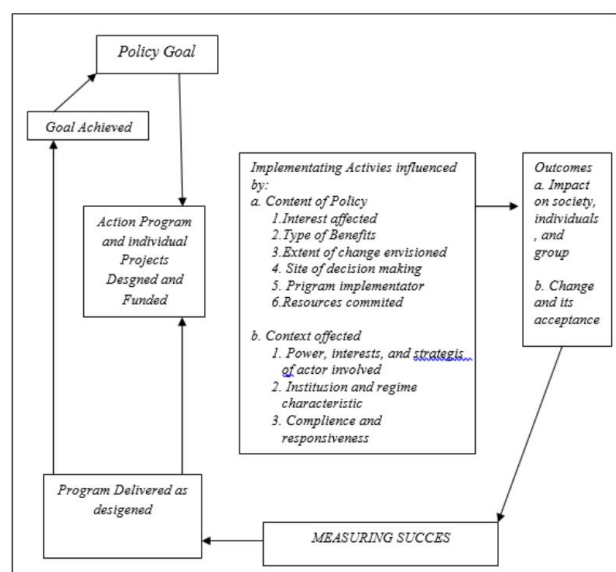 Policy Goal
Goal Achieved
Action Program
and individual
Projects
Desgned and
Funded
Implementating Activies influenced
by:
a. Content of Policy
1.Interest affected
2.Type of Benefits
3.Extent of change envisioned
4. Site of decision making
5. Prigram implementator
6.Resources commited
b. Context offected
1. Power, interests, and strategis
of actor involved
2. Institusion and regime
characteristic
3. Complience and
responsiveness
Outcomes
a. Impact
on society,
individuals
, and
group
b. Change
and its
acceptance
Program Delivered as
desigened
MEASURING SUCCES